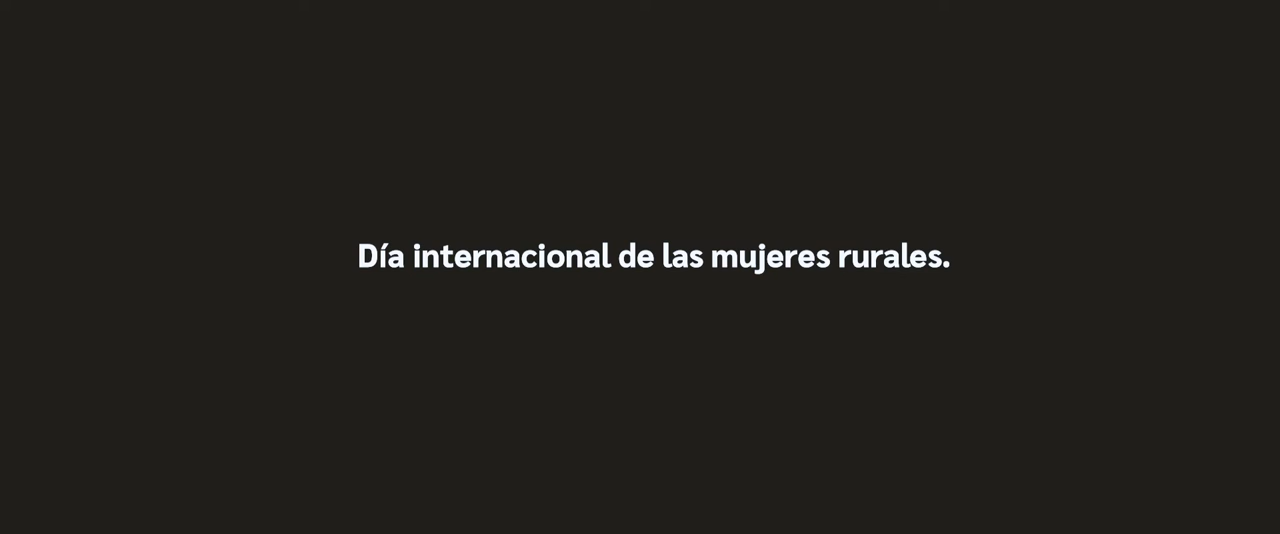 Día internacional de las mujeres rurales.